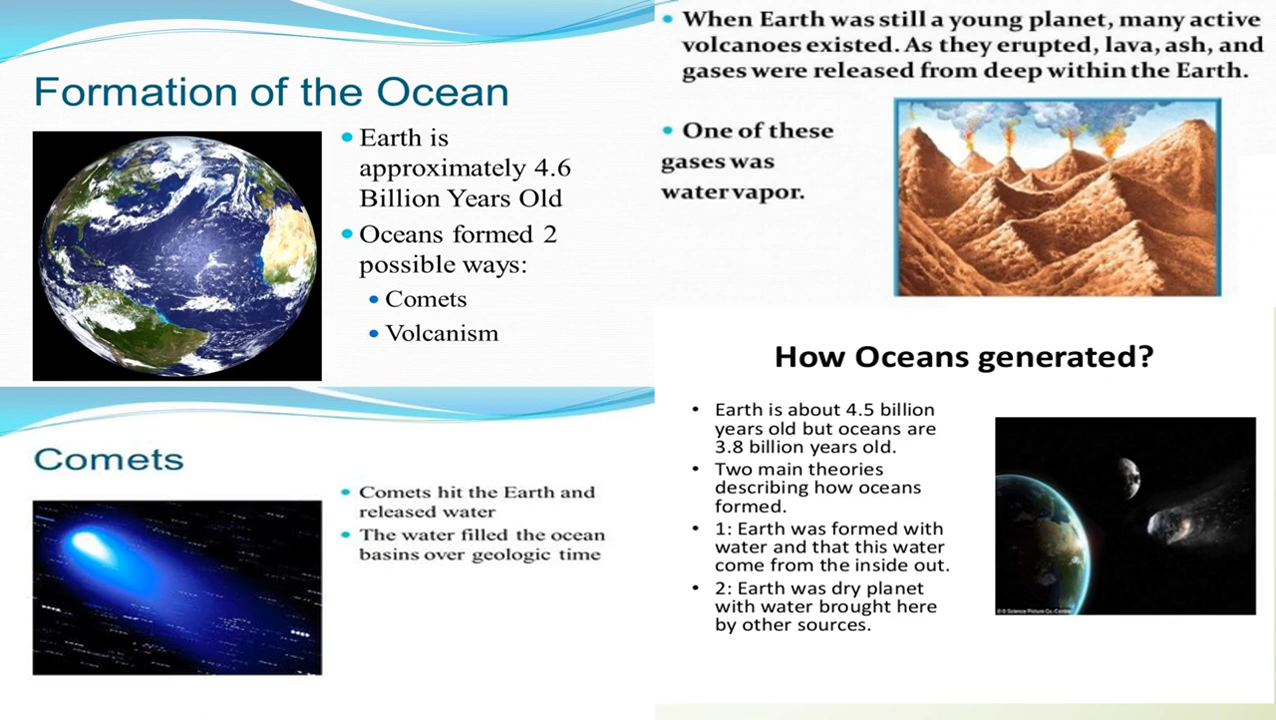 Formation of the Ocean
• Earth is
approximately 4.6
Billion Years Old
• Oceans formed 2
possible ways:
• Comets
• Volcanism
Comets
• Comets hit the Earth and
released water
• The water filled the ocean
basins over geologic time
• When Earth was still a young planet, many active
volcanoes existed. As they erupted, lava, ash, and
gases were released from deep within the Earth.
• One of these
gases was
water vapor.
How Oceans generated?
• Earth is about 4.5 billion
years old but oceans are
3.8 billion years old.
• Two main theories
describing how oceans
formed.
• 1: Earth was formed with
water and that this water
come from the inside out.
• 2: Earth was dry planet
with water brought here
by other sources.
Science Picture Co./Corbis